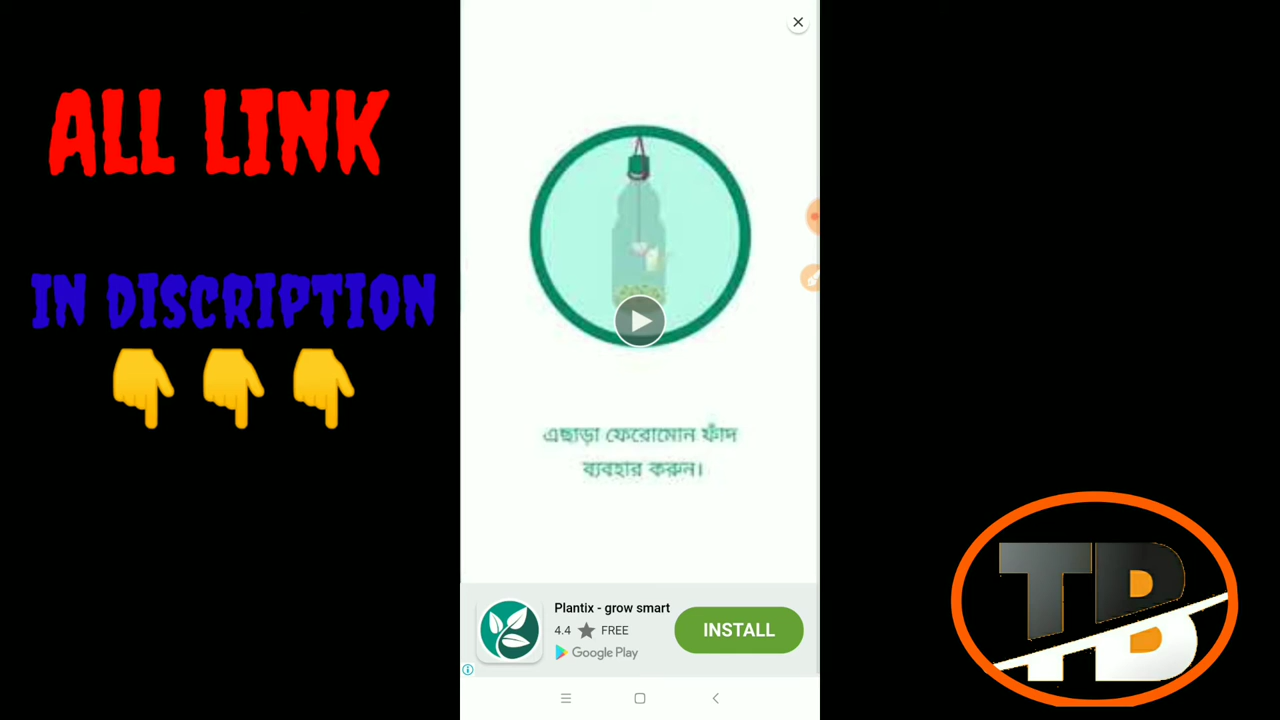 ALL LINK
IN DISCRIPTION
এছাড়া ফেরোমোন ফাঁদ
ব্যবহার করুন।
Plantix - grow smart
4.4 FREE
Google Play
INSTALL
TB